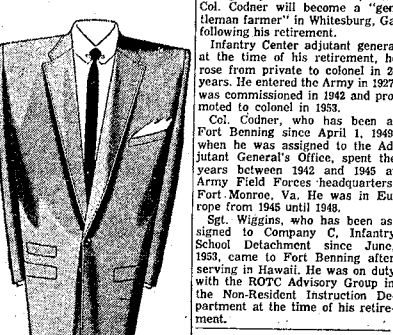 Col. Codner will become a "gen
tleman farmer" in Whitesburg, Ga
following his retirement.
Infantry Center adjutant genera
at the time of his retirement, h
rose from private to colonel in 2
years. He entered the Army in 1927
was commissioned in 1942 and pro
moted to colonel in 1953.
Col. Codner, who has been a
Fort Benning since April 1, 1949
when he was assigned to the Ad
jutant General's Office, spent the
years between 1942 and 1945 a
Army Field Forces headquarters
Fort Monroe, Va. He was in Eu
rope from 1945 until 1948.
Sgt. Wiggins, who has been as
signed to Company C, Infantry
School Detachment since June,
1953, came to Fort Benning after
serving in Hawaii. He was on duty
with the ROTC Advisory Group in
the Non-Resident Instruction De
partment at the time of his retire-
ment.